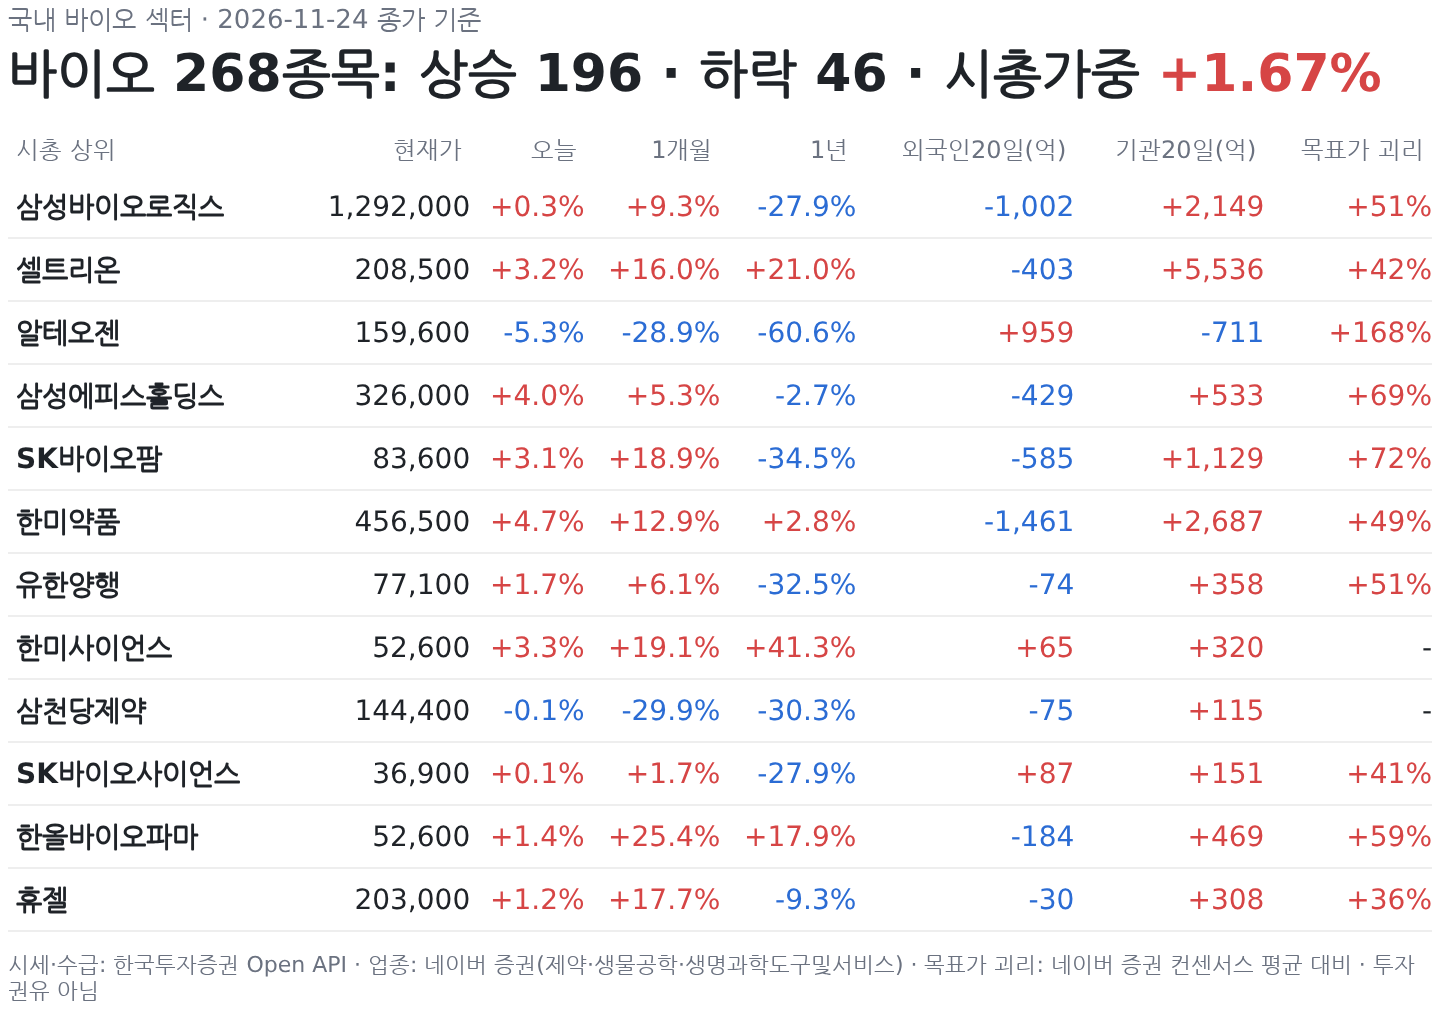 국내 바이오 섹터 · 2026-11-24 종가 기준
바이오 268종목: 상승 196 · 하락 46 · 시총가중 +1.67%
시총 상위 현재가 오늘 1개월 1년 외국인20일(억) 기관20일(억) 목표가 괴리
삼성바이오로직스 1,292,000 +0.3% +9.3% -27.9% -1,002 +2,149 +51%
셀트리온 208,500 +3.2% +16.0% +21.0% -403 +5,536 +42%
알테오젠 159,600 -5.3% -28.9% -60.6% +959 -711 +168%
삼성에피스홀딩스 326,000 +4.0% +5.3% -2.7% -429 +533 +69%
SK바이오팜 83,600 +3.1% +18.9% -34.5% -585 +1,129 +72%
한미약품 456,500 +4.7% +12.9% +2.8% -1,461 +2,687 +49%
유한양행 77,100 +1.7% +6.1% -32.5% -74 +358 +51%
한미사이언스 52,600 +3.3% +19.1% +41.3% +65 +320 -
삼천당제약 144,400 -0.1% -29.9% -30.3% -75 +115 -
SK바이오사이언스 36,900 +0.1% +1.7% -27.9% +87 +151 +41%
한올바이오파마 52,600 +1.4% +25.4% +17.9% -184 +469 +59%
휴젤 203,000 +1.2% +17.7% -9.3% -30 +308 +36%
시세·수급: 한국투자증권 Open API · 업종: 네이버 증권(제약·생물공학·생명과학도구및서비스) · 목표가 괴리: 네이버 증권 컨센서스 평균 대비 · 투자
권유 아님